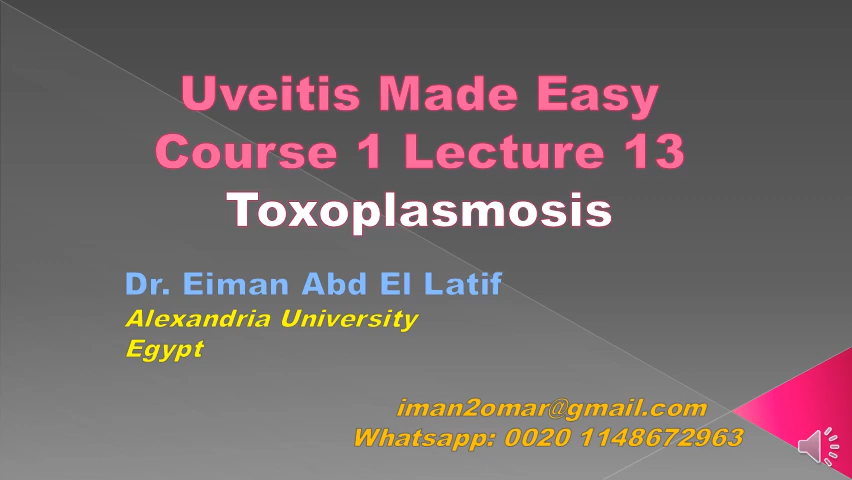 Uveitis Made Easy
Course 1 Lecture 13
Toxoplasmosis
Dr. Eiman Abd El Latif
Alexandria University
Egypt
iman2omar@gmail.com
Whatsapp: 0020 1148672963